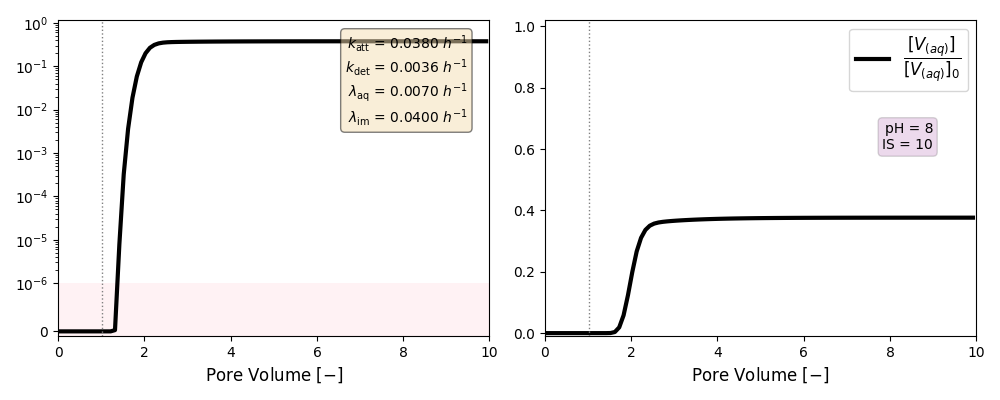 10⁰
10⁻¹
10⁻²
10⁻³
10⁻⁴
10⁻⁵
10⁻⁶
0
k_att = 0.0380 h⁻¹
k_det = 0.0036 h⁻¹
λ_aq = 0.0070 h⁻¹
λ_im = 0.0400 h⁻¹
0 2 4 6 8 10
Pore Volume [−]
1.0
0.8
0.6
0.4
0.2
0.0
[V_(aq)]
[V_(aq)]₀
pH = 8
IS = 10
0 2 4 6 8 10
Pore Volume [−]